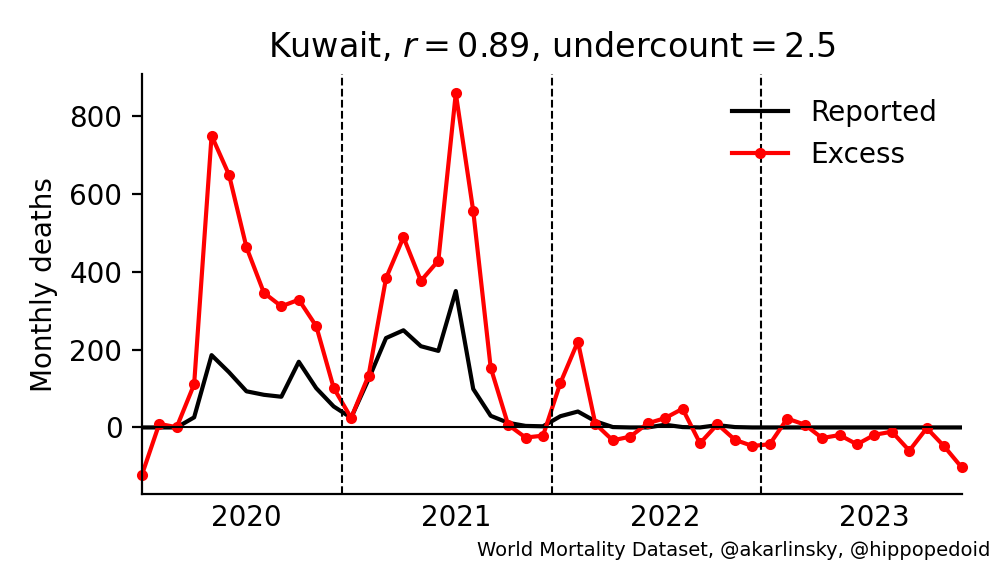 Kuwait, r = 0.89, undercount = 2.5
Monthly deaths
800
600
400
200
0
Reported
Excess
2020 2021 2022 2023
World Mortality Dataset, @akarlinsky, @hippopedoid